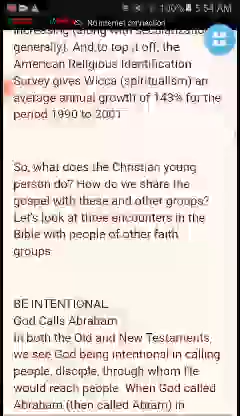 100% 5:54 AM
No internet connection
increasing (along with secularization
generally). And to top it off, the
American Religious Identification
Survey gives Wicca (spiritualism) an
average annual growth of 143% for the
period 1990 to 2001
So, what does the Christian young
person do? How do we share the
gospel with these and other groups?
Let's look at three encounters in the
Bible with people of other faith
groups
BE INTENTIONAL
God Calls Abraham
In both the Old and New Testaments,
we see God being intentional in calling
people, disciple, through whom He
would reach people. When God called
Abraham (then called Abram) in